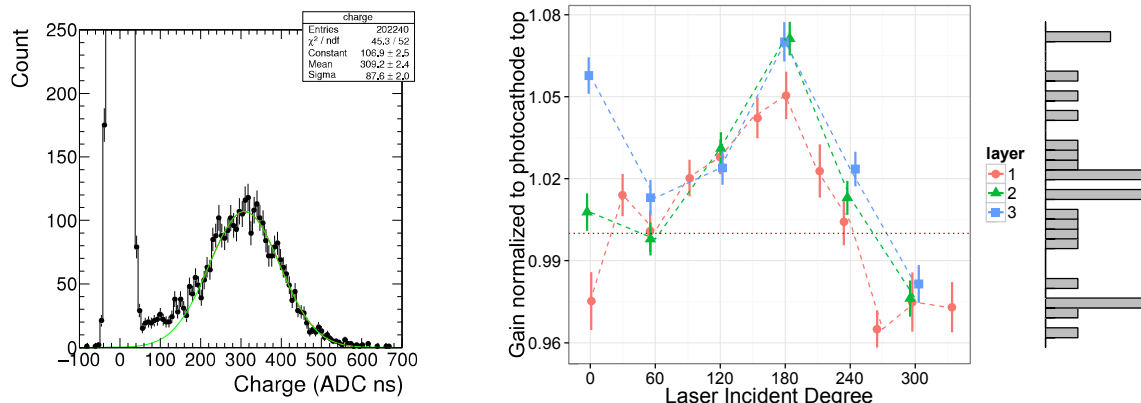 charge
Entries 202240
χ² / ndf 45.3 / 52
Constant 106.9 ± 2.5
Mean 309.2 ± 2.4
Sigma 87.6 ± 2.0
Count
250
200
150
100
50
0
−100 0 100 200 300 400 500 600 700
Charge (ADC ns)
Gain normalized to photocathode top
1.08
1.05
1.02
0.99
0.96
0 60 120 180 240 300
Laser Incident Degree
layer
1
2
3